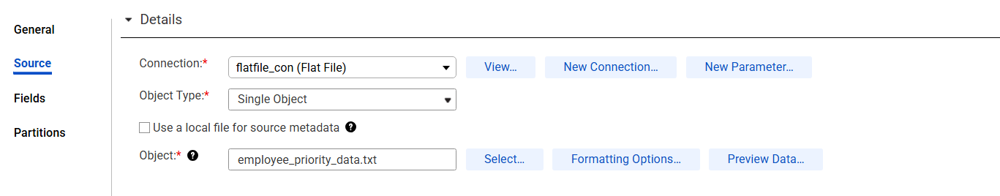 General
Source
Fields
Partitions
Details
Connection:* flatfile_con (Flat File) View... New Connection... New Parameter...
Object Type:* Single Object
Use a local file for source metadata ?
Object:* ? employee_priority_data.txt Select... Formatting Options... Preview Data...